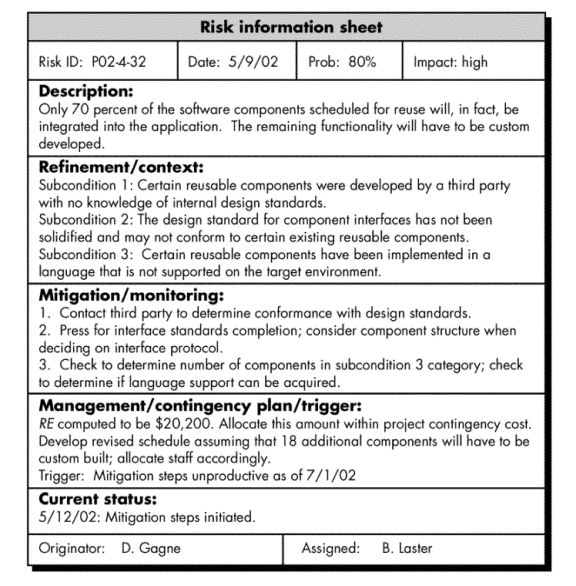 Risk information sheet
Risk ID: P02-4-32 Date: 5/9/02 Prob: 80% Impact: high
Description:
Only 70 percent of the software components scheduled for reuse will, in fact, be
integrated into the application. The remaining functionality will have to be custom
developed.
Refinement/context:
Subcondition 1: Certain reusable components were developed by a third party
with no knowledge of internal design standards.
Subcondition 2: The design standard for component interfaces has not been
solidified and may not conform to certain existing reusable components.
Subcondition 3: Certain reusable components have been implemented in a
language that is not supported on the target environment.
Mitigation/monitoring:
1. Contact third party to determine conformance with design standards.
2. Press for interface standards completion; consider component structure when
deciding on interface protocol.
3. Check to determine number of components in subcondition 3 category; check
to determine if language support can be acquired.
Management/contingency plan/trigger:
RE computed to be $20,200. Allocate this amount within project contingency cost.
Develop revised schedule assuming that 18 additional components will have to be
custom built; allocate staff accordingly.
Trigger: Mitigation steps unproductive as of 7/1/02
Current status:
5/12/02: Mitigation steps initiated.
Originator: D. Gagne Assigned: B. Laster